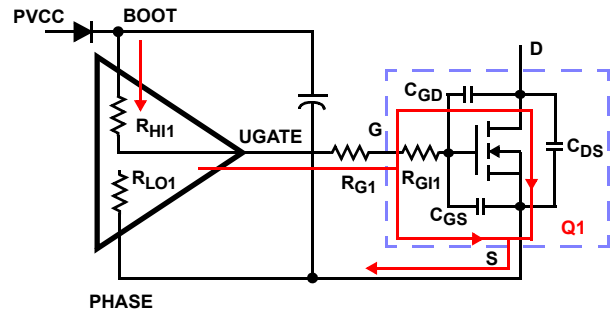 PVCC
BOOT
D
CGD
RHI1
UGATE
G
CDS
RLO1
RG1
RGI1
CGS
Q1
S
PHASE